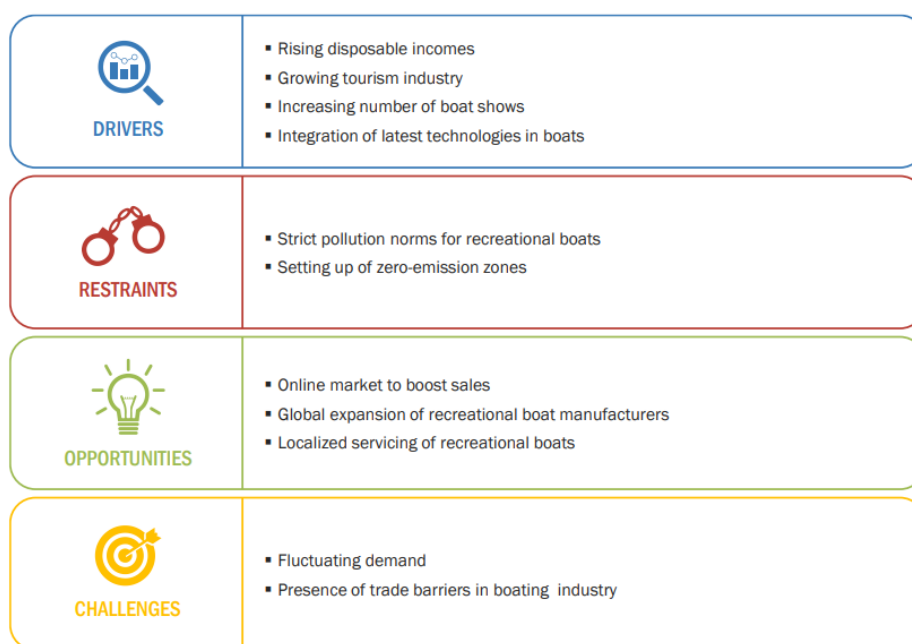 DRIVERS
▪ Rising disposable incomes
▪ Growing tourism industry
▪ Increasing number of boat shows
▪ Integration of latest technologies in boats
RESTRAINTS
▪ Strict pollution norms for recreational boats
▪ Setting up of zero-emission zones
OPPORTUNITIES
▪ Online market to boost sales
▪ Global expansion of recreational boat manufacturers
▪ Localized servicing of recreational boats
CHALLENGES
▪ Fluctuating demand
▪ Presence of trade barriers in boating industry